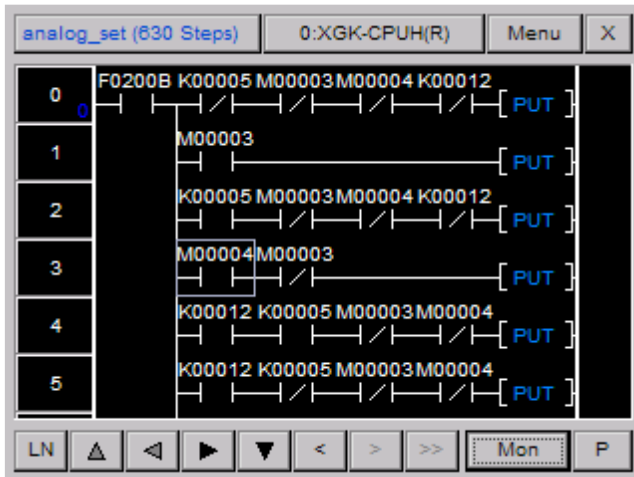 analog_set (630 Steps) 0:XGK-CPUH(R) Menu X
F0200B K00005 M00003 M00004 K00012
0 0 PUT
M00003
1 PUT
K00005 M00003 M00004 K00012
2 PUT
M00004 M00003
3 PUT
K00012 K00005 M00003 M00004
4 PUT
K00012 K00005 M00003 M00004
5 PUT
LN < > >> Mon P